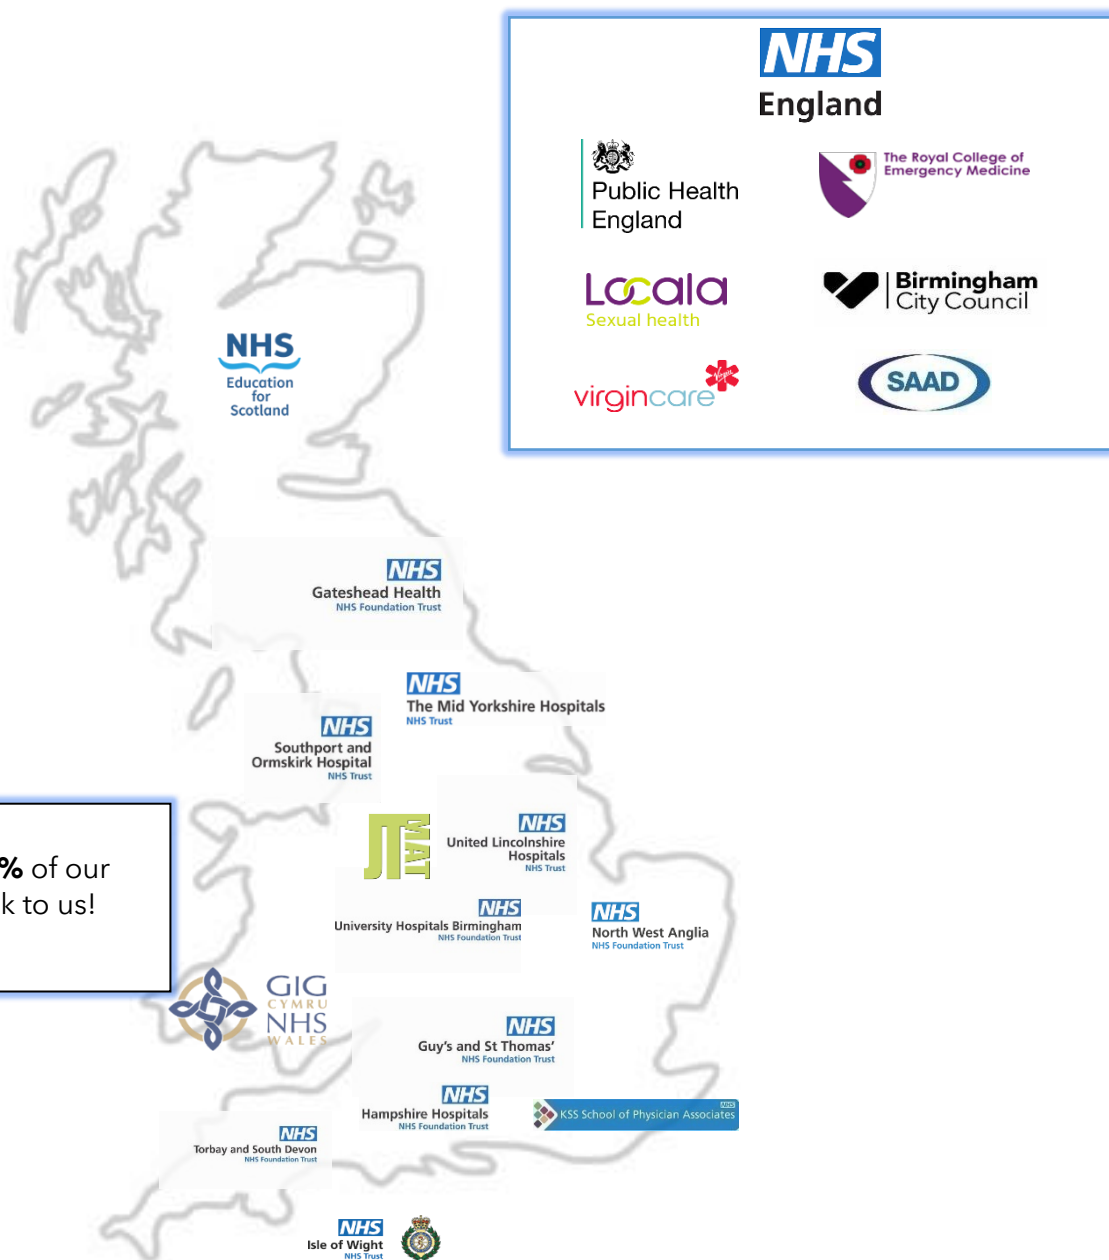 NHS
England
Public Health
England
The Royal College of
Emergency Medicine
Locala
Sexual health
Birmingham
City Council
virgincare
Virgin
SAAD
NHS
Education
for
Scotland
NHS
Gateshead Health
NHS Foundation Trust
NHS
The Mid Yorkshire Hospitals
NHS Trust
NHS
Southport and
Ormskirk Hospital
NHS Trust
% of our
k to us!
JTMAT
NHS
United Lincolnshire
Hospitals
NHS Trust
NHS
University Hospitals Birmingham
NHS Foundation Trust
NHS
North West Anglia
NHS Foundation Trust
GIG
CYMRU
NHS
WALES
NHS
Guy's and St Thomas'
NHS Foundation Trust
NHS
Hampshire Hospitals
NHS Foundation Trust
NHS
KSS School of Physician Associates
NHS
Torbay and South Devon
NHS Foundation Trust
NHS
Isle of Wight
NHS Trust